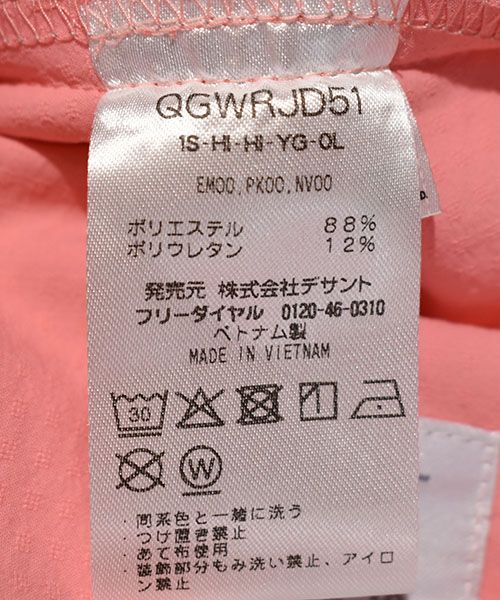 QGWRJD51
1S-HI-HI-YG-OL
EM00,PK00,NV00
ポリエステル 88%
ポリウレタン 12%
発売元 株式会社デサント
フリーダイヤル 0120-46-0310
ベトナム製
MADE IN VIETNAM
30
W
・同系色と一緒に洗う
・つけ置き禁止
・あて布使用
・装飾部分もみ洗い禁止、アイロ
ン禁止